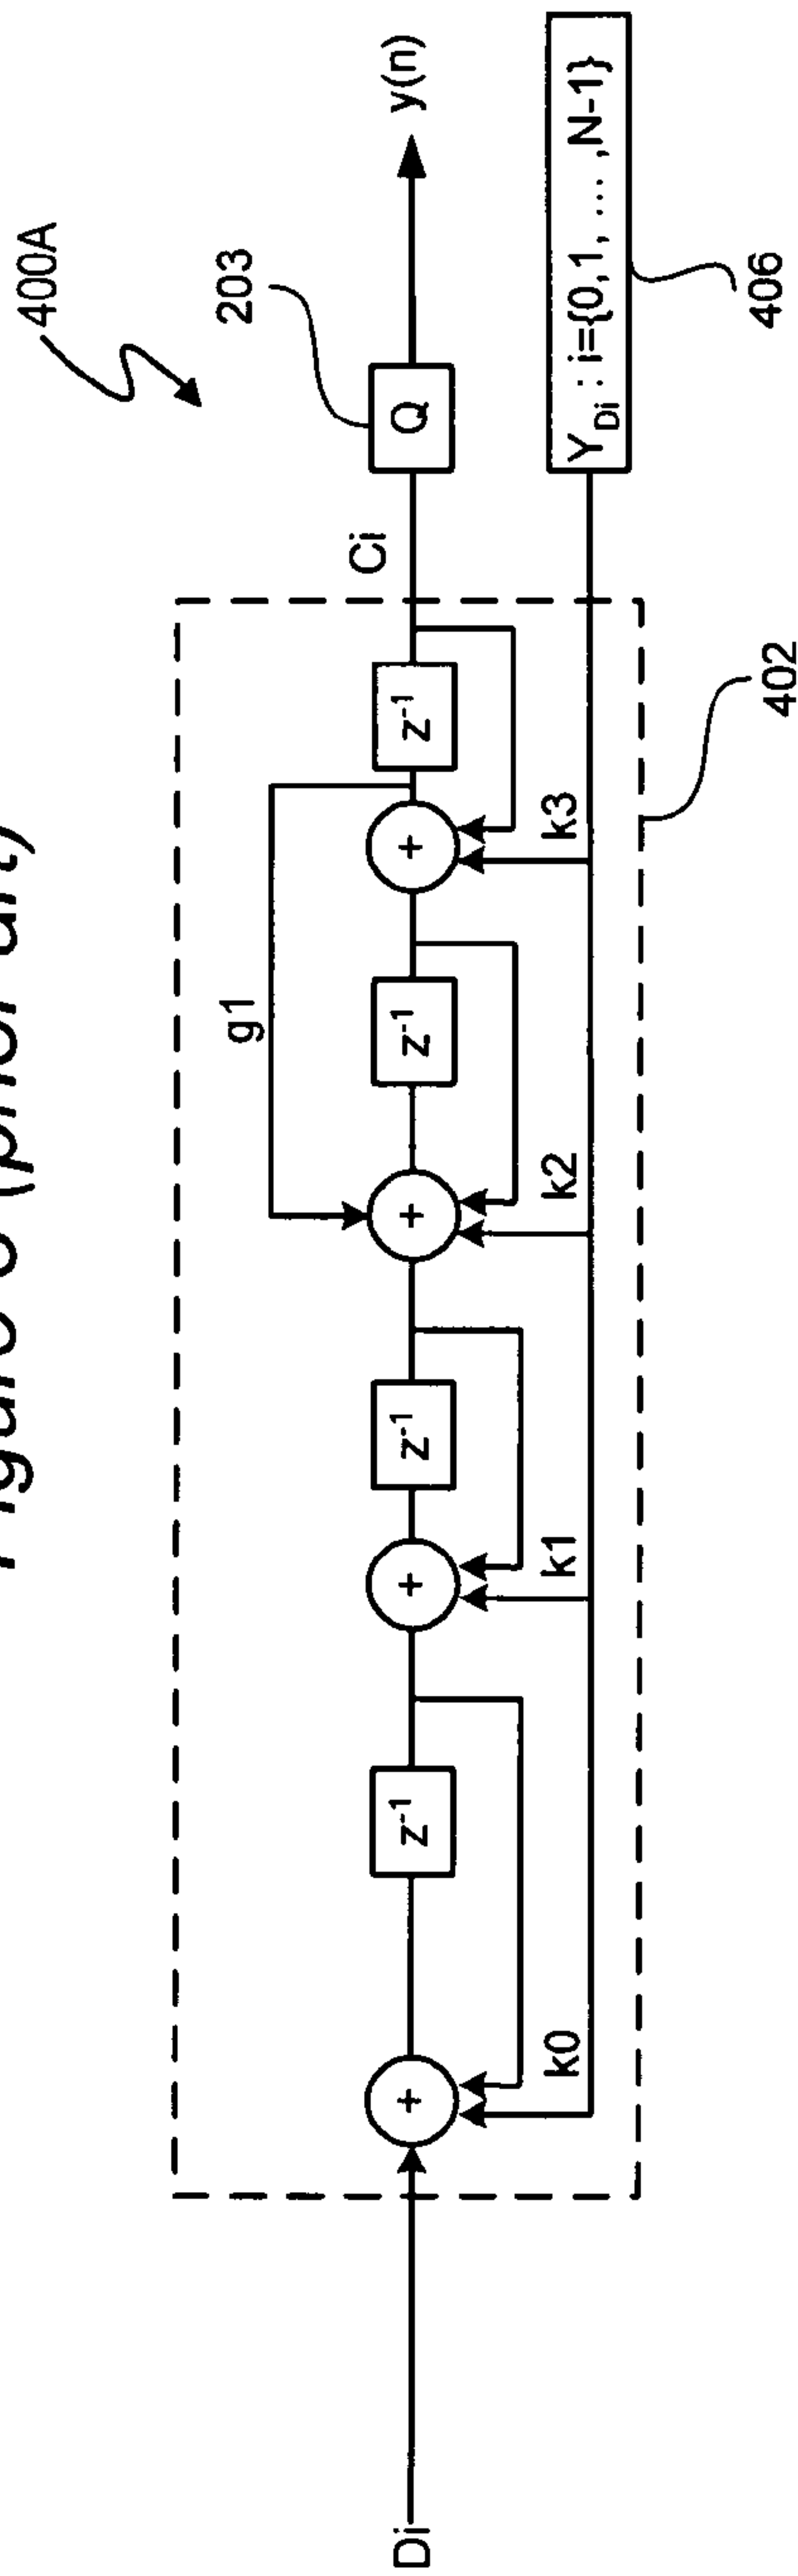 Figure 3 (prior art)
400A
203
Q
y(n)
Ci
g1
z-1
z-1
z-1
z-1
+
+
+
+
Di
k0
k1
k2
k3
Y Di : i={0,1, ... ,N-1}
402
406